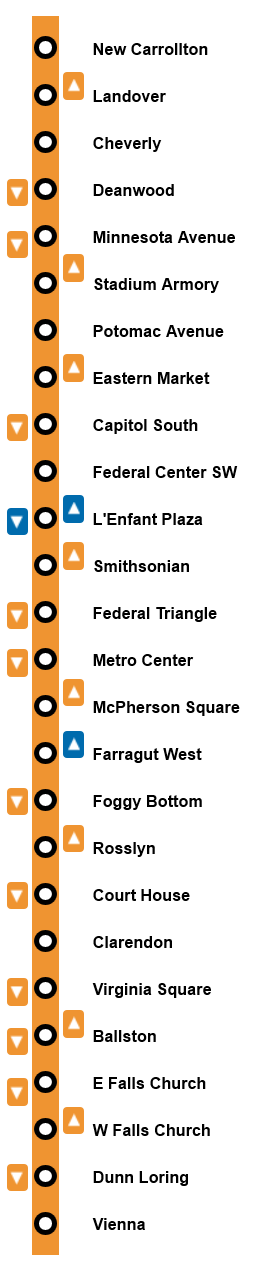 New Carrollton
Landover
Cheverly
Deanwood
Minnesota Avenue
Stadium Armory
Potomac Avenue
Eastern Market
Capitol South
Federal Center SW
L'Enfant Plaza
Smithsonian
Federal Triangle
Metro Center
McPherson Square
Farragut West
Foggy Bottom
Rosslyn
Court House
Clarendon
Virginia Square
Ballston
E Falls Church
W Falls Church
Dunn Loring
Vienna